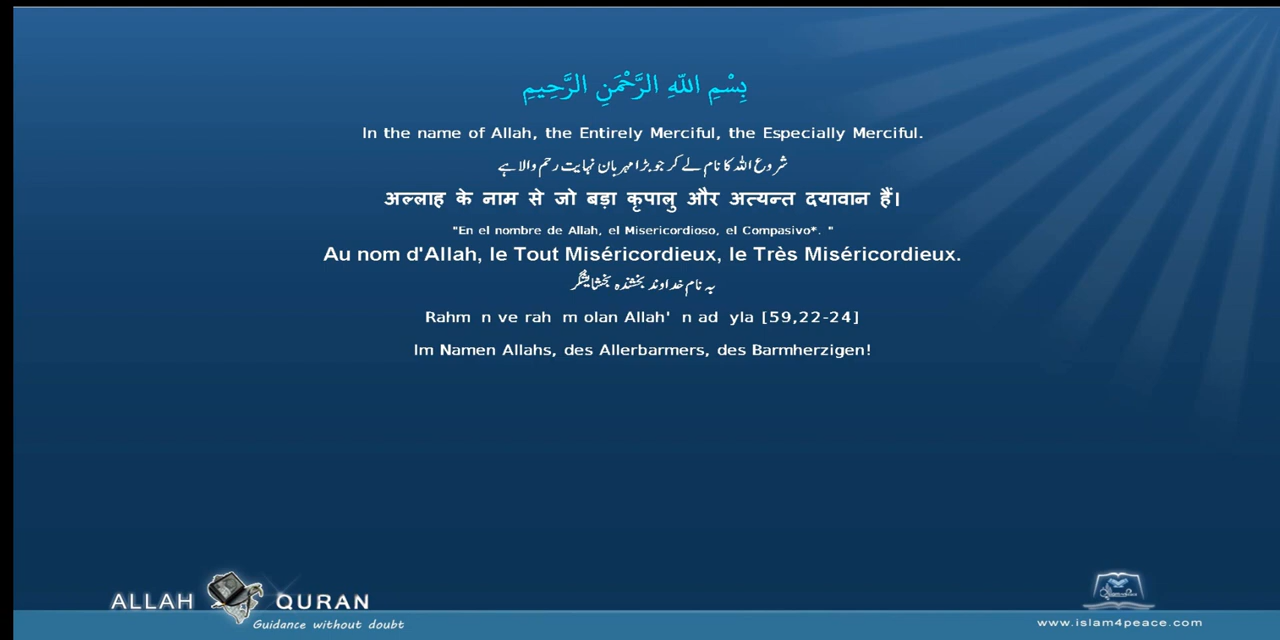 بِسْمِ اللَّهِ الرَّحْمَنِ الرَّحِيمِ
In the name of Allah, the Entirely Merciful, the Especially Merciful.
شروع الله کا نام لے کر جو بڑا مہربان نہایت رحم والا ہے
अल्लाह के नाम से जो बड़ा कृपालु और अत्यन्त दयावान हैं।
"En el nombre de Allah, el Misericordioso, el Compasivo*. "
Au nom d'Allah, le Tout Miséricordieux, le Très Miséricordieux.
به نام خداوند بخشنده بخشایشگر
Rahm n ve rah m olan Allah' n ad yla [59,22-24]
Im Namen Allahs, des Allerbarmers, des Barmherzigen!
ALLAH QURAN
Guidance without doubt
www.islam4peace.com